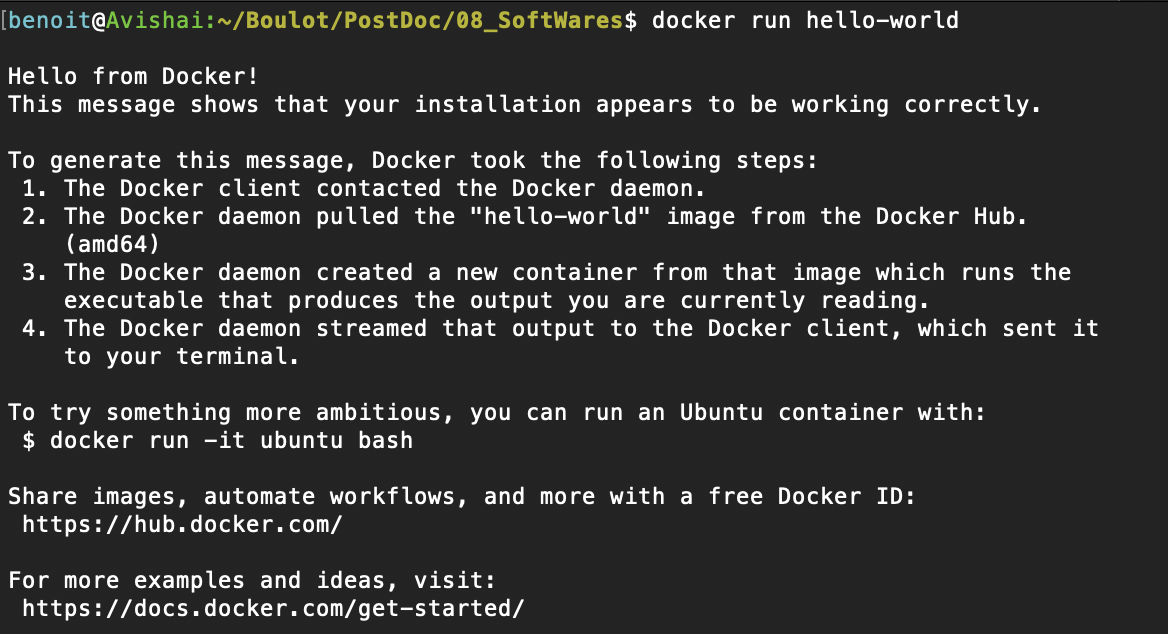 [benoit@Avishai:~/Boulot/PostDoc/08_SoftWares$ docker run hello-world
Hello from Docker!
This message shows that your installation appears to be working correctly.
To generate this message, Docker took the following steps:
1. The Docker client contacted the Docker daemon.
2. The Docker daemon pulled the "hello-world" image from the Docker Hub.
(amd64)
3. The Docker daemon created a new container from that image which runs the
executable that produces the output you are currently reading.
4. The Docker daemon streamed that output to the Docker client, which sent it
to your terminal.
To try something more ambitious, you can run an Ubuntu container with:
$ docker run -it ubuntu bash
Share images, automate workflows, and more with a free Docker ID:
https://hub.docker.com/
For more examples and ideas, visit:
https://docs.docker.com/get-started/